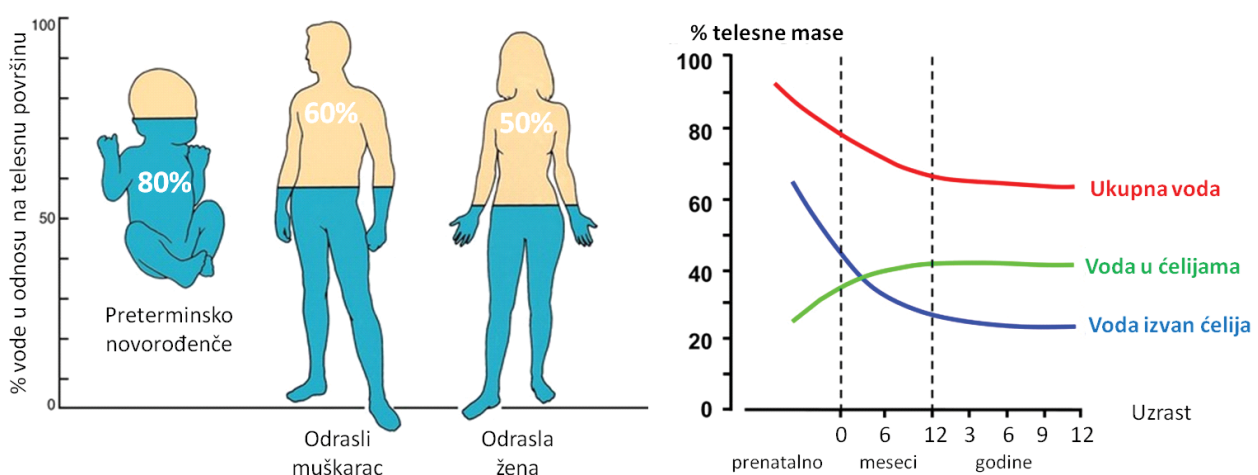 % vode u odnosu na telesnu površinu
100
50
0
80%
60%
50%
Preterminsko
novorođenče
Odrasli
muškarac
Odrasla
žena
% telesne mase
100
80
60
40
20
0
Ukupna voda
Voda u ćelijama
Voda izvan ćelija
Uzrast
0 6 12 3 6 9 12
prenatalno meseci godine